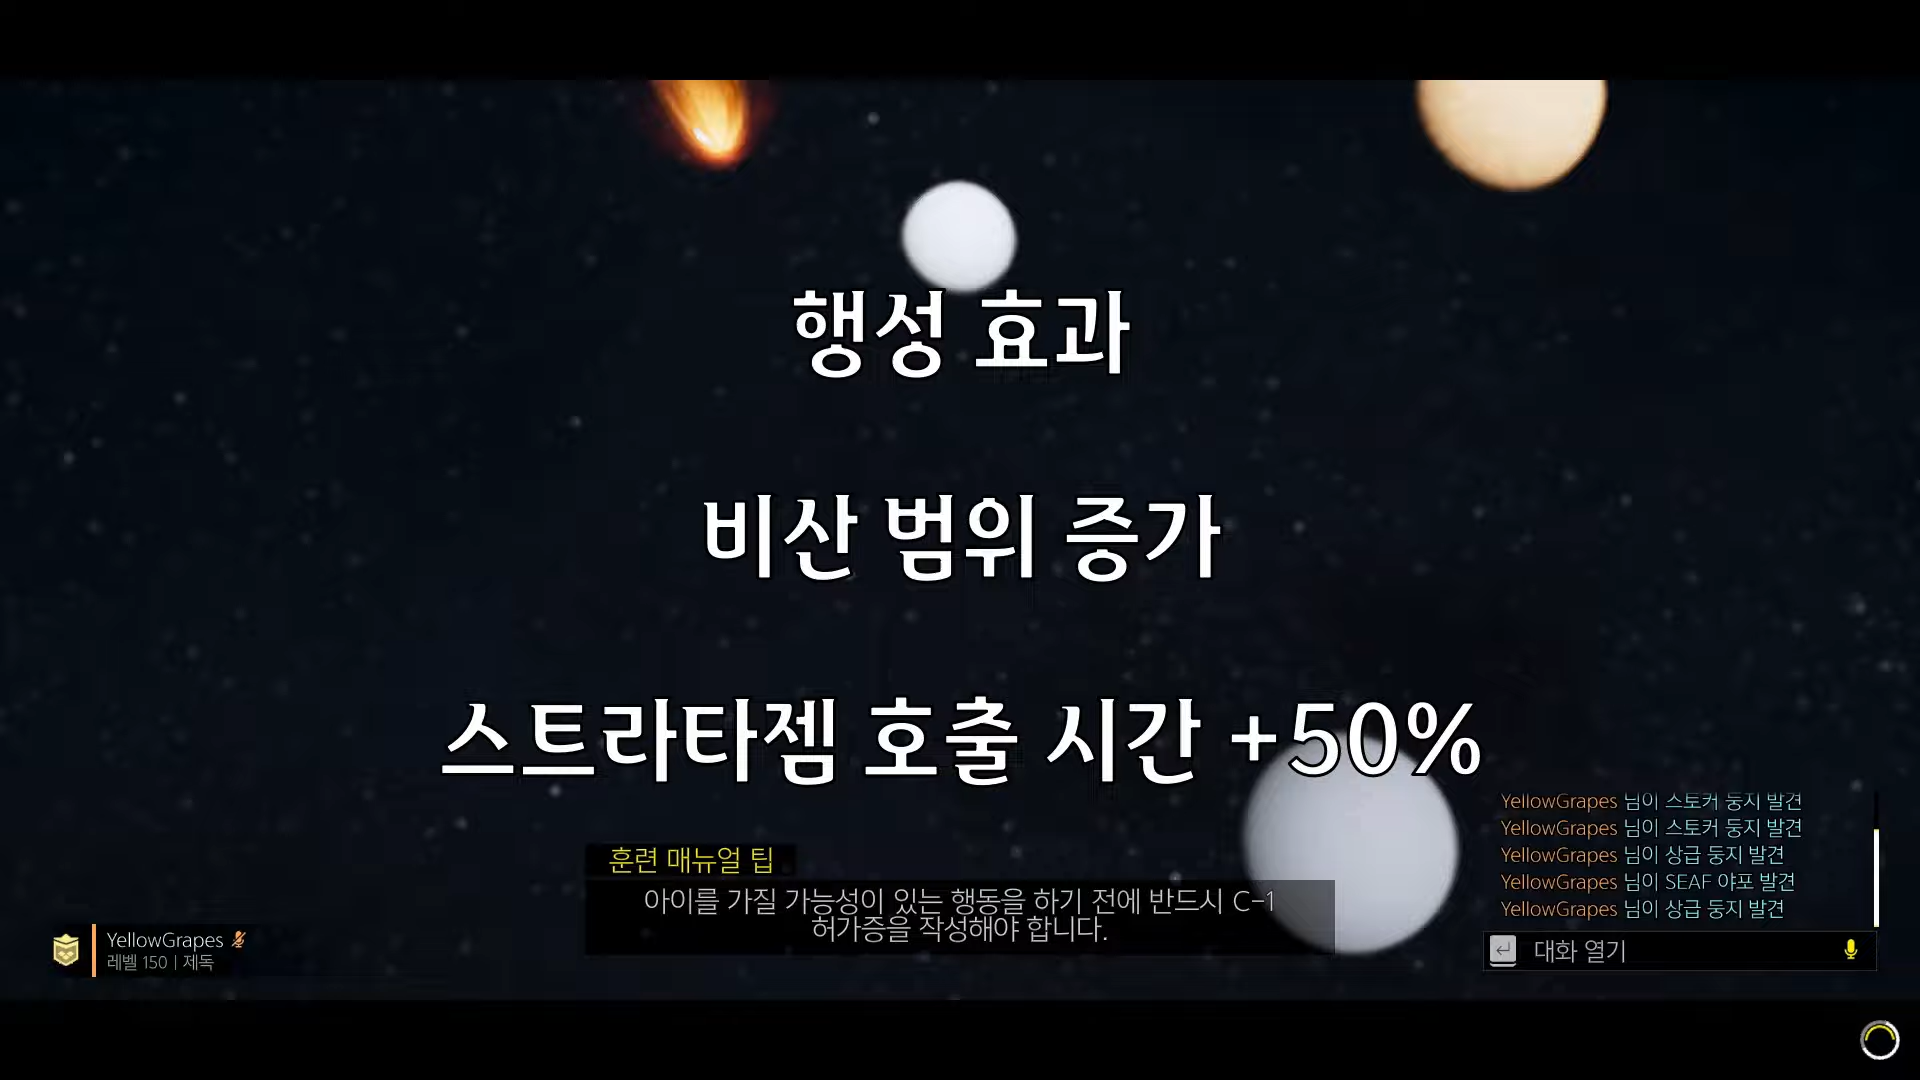 행성 효과
비산 범위 증가
스트라타젬 호출 시간 +50%
YellowGrapes 님이 스토커 둥지 발견
YellowGrapes 님이 스토커 둥지 발견
YellowGrapes 님이 상급 둥지 발견
YellowGrapes 님이 SEAF 야포 발견
YellowGrapes 님이 상급 둥지 발견
훈련 매뉴얼 팁
아이를 가질 가능성이 있는 행동을 하기 전에 반드시 C-1
허가증을 작성해야 합니다.
YellowGrapes
레벨 150 | 제독
대화 열기